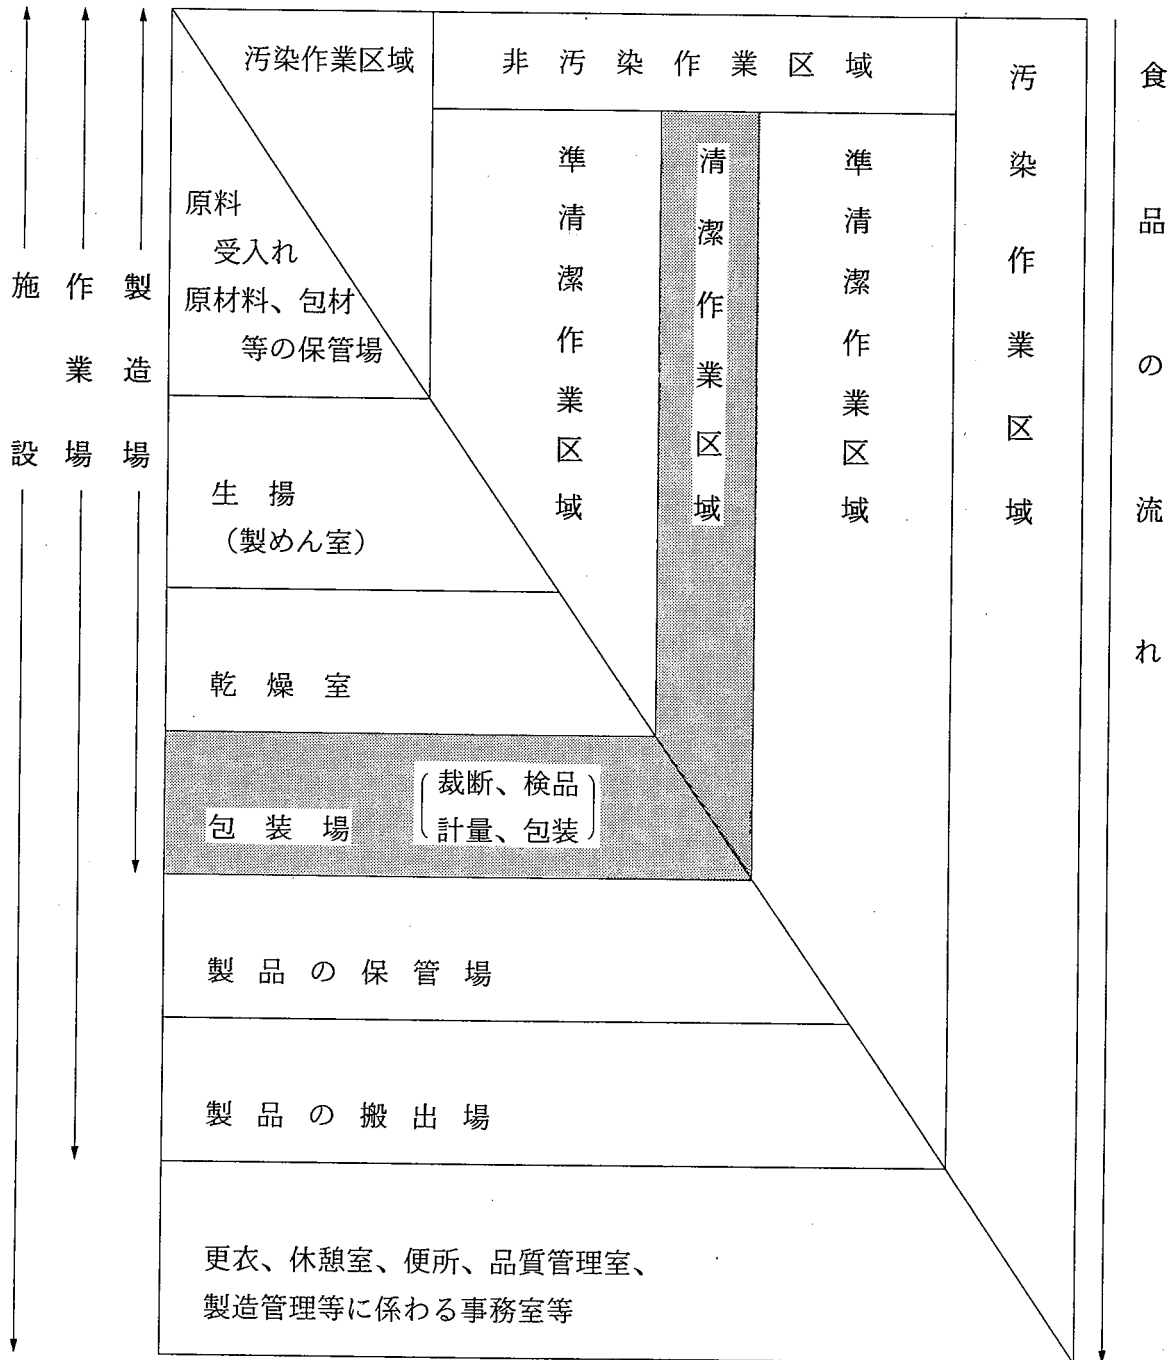 汚染作業区域
非汚染作業区域
準清潔作業区域
清潔作業区域
準清潔作業区域
汚染作業区域
食品の流れ
施設
作業場
製造場
原料
受入れ
原材料、包材
等の保管場
生揚
（製めん室）
乾燥室
包装場
裁断、検品
計量、包装
製品の保管場
製品の搬出場
更衣、休憩室、便所、品質管理室、
製造管理等に係わる事務室等